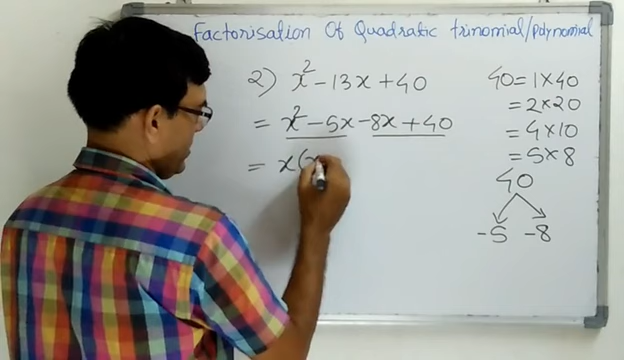 Factorisation Of Quadratic trinomial/Polynomial
2) x² - 13x + 40
= x² - 5x - 8x + 40
= x(x
40 = 1 × 40
= 2 × 20
= 4 × 10
= 5 × 8
40
-5 -8